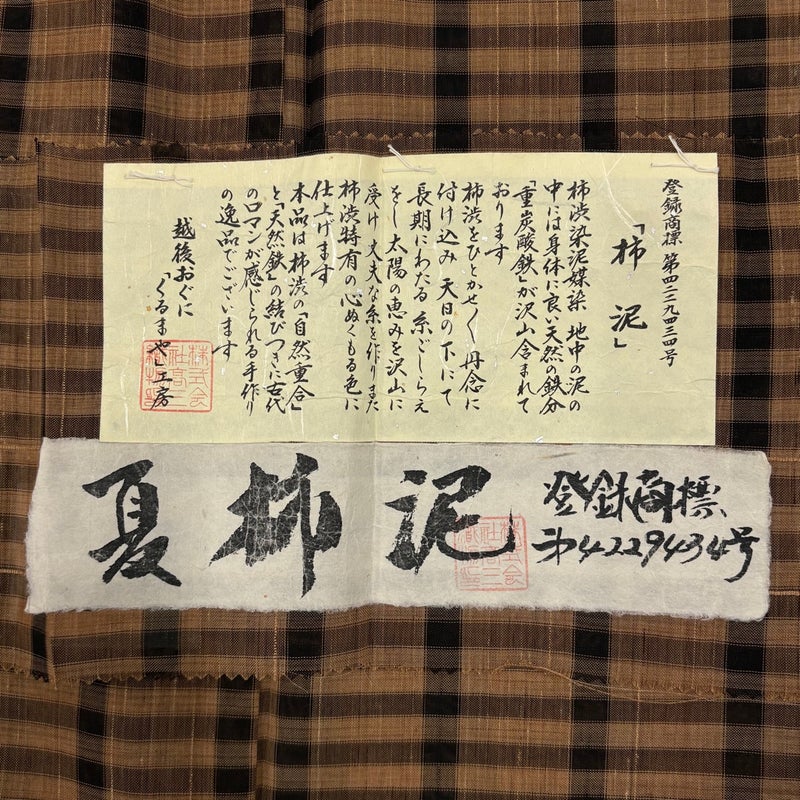 登録商標 第四二二九四三四号
「柿 泥」
柿渋染泥媒染 地中の泥の
中には身体に良い天然の鉄分
「重炭酸鉄」が沢山含まれて
おります
柿渋をひとかせづく丹念に
付け込み 天日の下にて
長期にわたる糸ごしらえ
をし 太陽の恵みを沢山に
受け 丈夫な糸を作りまた
柿渋特有の心ぬくもる色に
仕上げます
本品は柿渋の「自然重合」
と「天然鉄」の結びつきに古代
のロマンが感じられる手作り
の逸品でございます
越後おぐに
「くるまや」工房
夏柿泥
登録商標
第4229434号